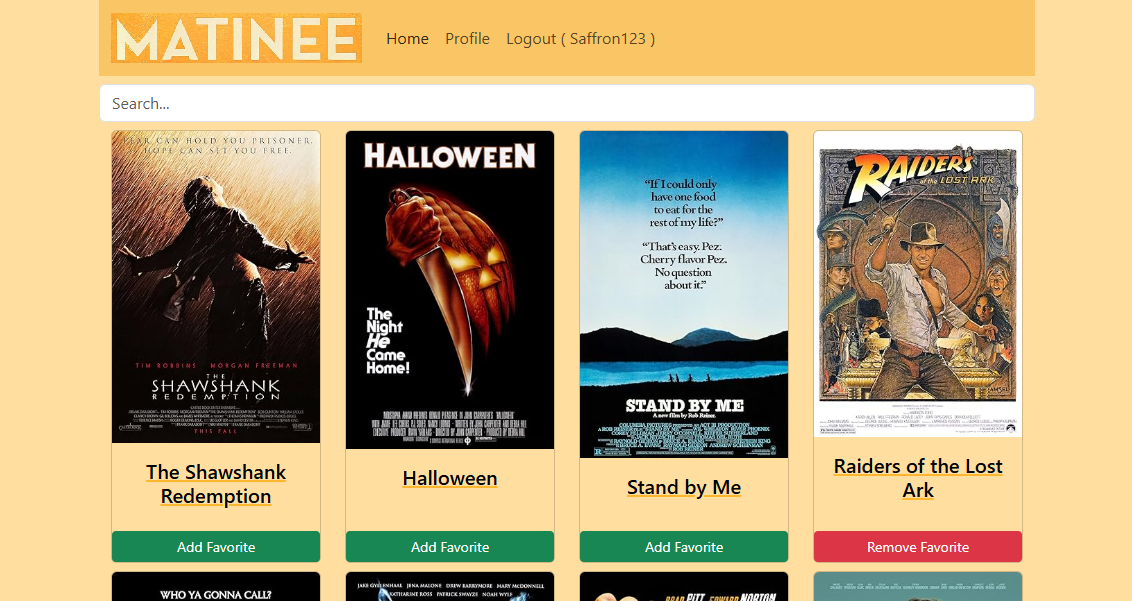 MATINEE
Home Profile Logout ( Saffron123 )
Search...
FEAR CAN HOLD YOU PRISONER.
HOPE CAN SET YOU FREE.
TIM ROBBINS MORGAN FREEMAN
THE
SHAWSHANK
REDEMPTION
THIS FALL
The Shawshank
Redemption
Add Favorite
HALLOWEEN
The
Night
He
Came
Home!
Halloween
Add Favorite
“If I could only
have one food
to eat for the
rest of my life?”
“That’s easy. Pez.
Cherry flavor Pez.
No question
about it.”
STAND BY ME
A new film by Rob Reiner.
Stand by Me
Add Favorite
RAIDERS
of the LOST ARK
Raiders of the Lost
Ark
Remove Favorite
WHO YA GONNA CALL?
JAKE GYLLENHAAL JENA MALONE DREW BARRYMORE MARY MCDONNELL
KATHARINE ROSS PATRICK SWAYZE NOAH WYLE
BRAD PITT EDWARD NORTON